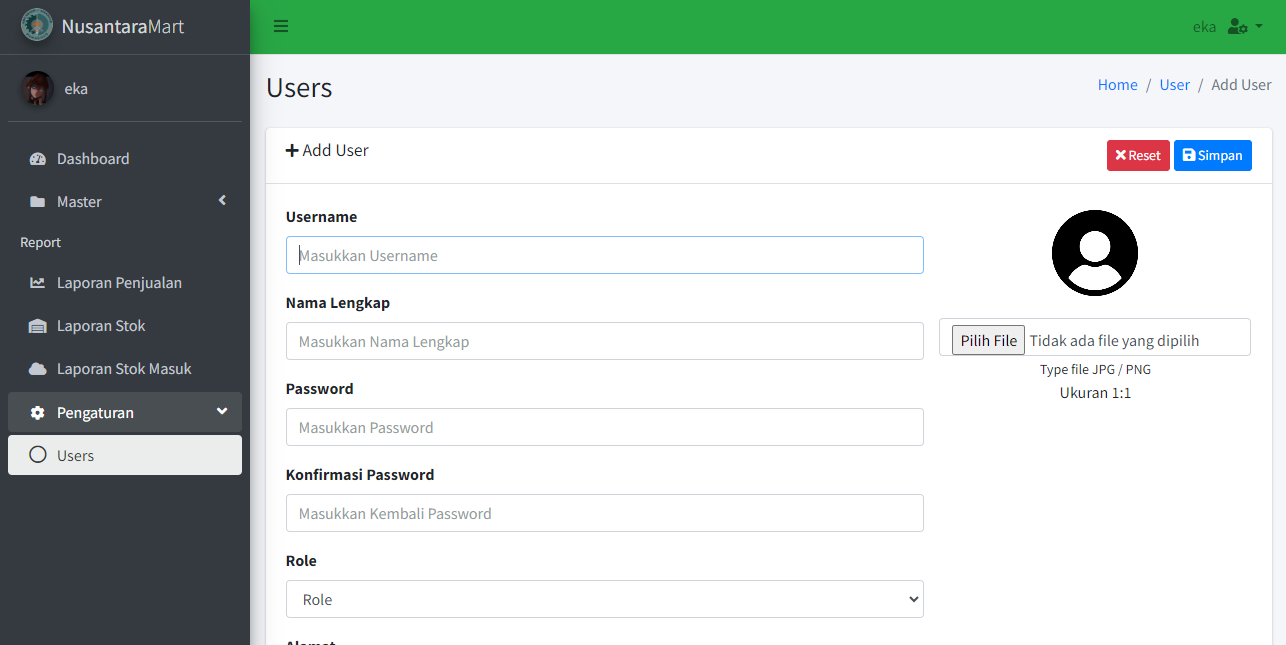 NusantaraMart
eka
eka
Users
Home / User / Add User
Dashboard
Master
Report
Laporan Penjualan
Laporan Stok
Laporan Stok Masuk
Pengaturan
Users
Add User
Reset
Simpan
Username
Masukkan Username
Nama Lengkap
Masukkan Nama Lengkap
Password
Masukkan Password
Konfirmasi Password
Masukkan Kembali Password
Role
Role
Alamat
Pilih File Tidak ada file yang dipilih
Type file JPG / PNG
Ukuran 1:1